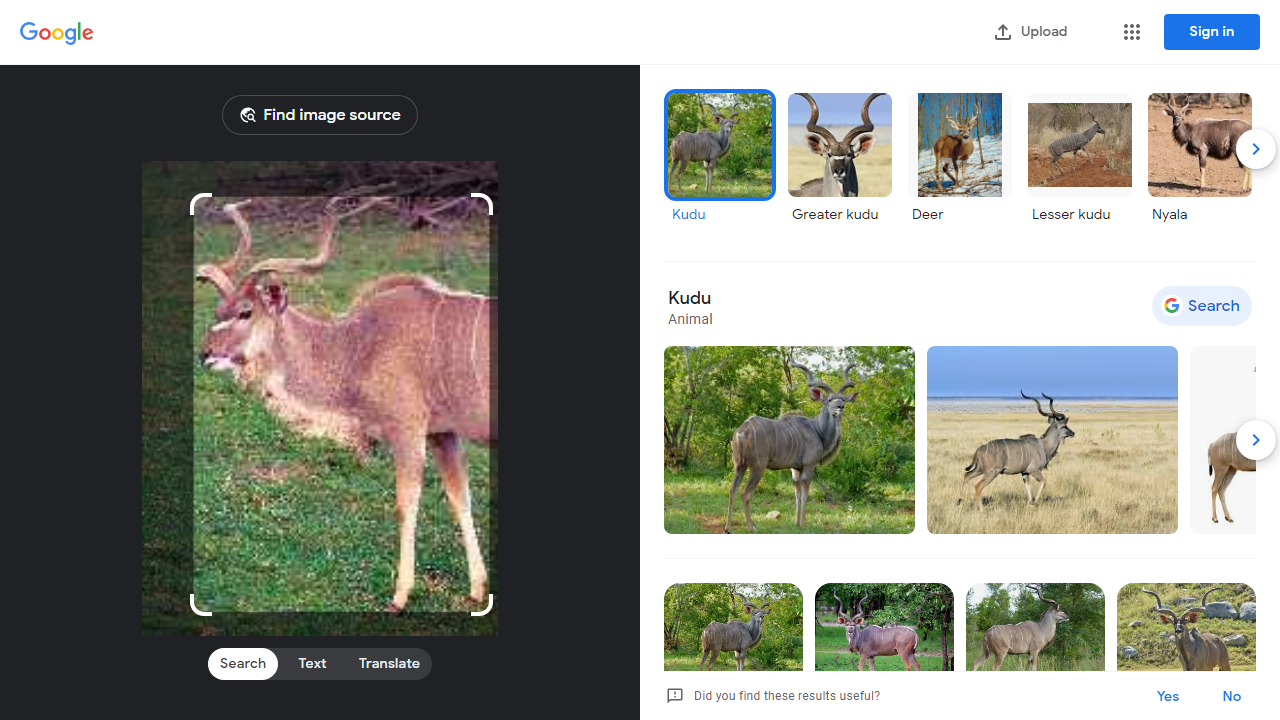 Google
Upload
Sign in
Find image source
Kudu
Greater kudu
Deer
Lesser kudu
Nyala
Kudu
Animal
Search
Search
Text
Translate
Did you find these results useful?
Yes
No